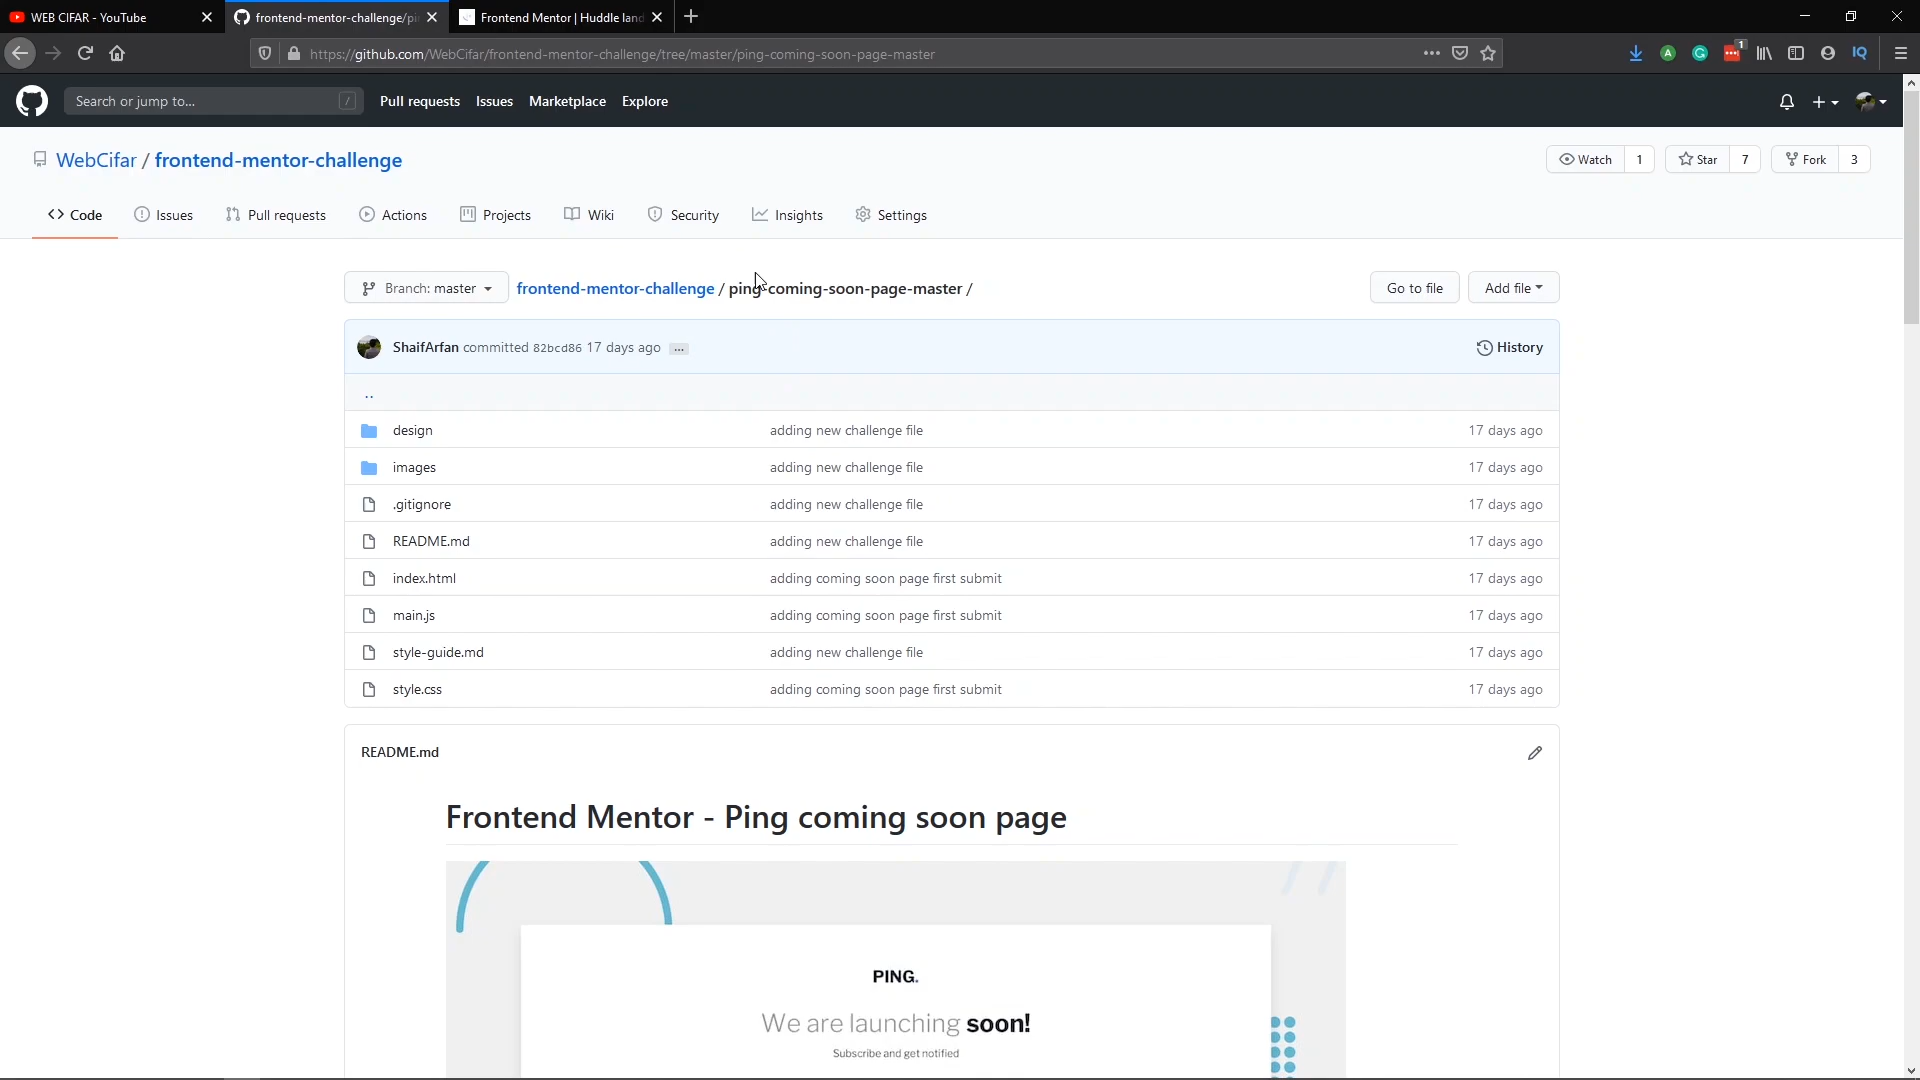 WEB CIFAR - YouTube
frontend-mentor-challenge/pi
Frontend Mentor | Huddle lan
https://github.com/WebCifar/frontend-mentor-challenge/tree/master/ping-coming-soon-page-master
1
A
G
IQ
Search or jump to...
/
Pull requests
Issues
Marketplace
Explore
WebCifar / frontend-mentor-challenge
Watch 1
Star 7
Fork 3
Code
Issues
Pull requests
Actions
Projects
Wiki
Security
Insights
Settings
Branch: master
frontend-mentor-challenge / ping-coming-soon-page-master /
Go to file
Add file
ShaifArfan committed 82bcd86 17 days ago ...
History
..
design adding new challenge file 17 days ago
images adding new challenge file 17 days ago
.gitignore adding new challenge file 17 days ago
README.md adding new challenge file 17 days ago
index.html adding coming soon page first submit 17 days ago
main.js adding coming soon page first submit 17 days ago
style-guide.md adding new challenge file 17 days ago
style.css adding coming soon page first submit 17 days ago
README.md
Frontend Mentor - Ping coming soon page
PING.
We are launching soon!
Subscribe and get notified